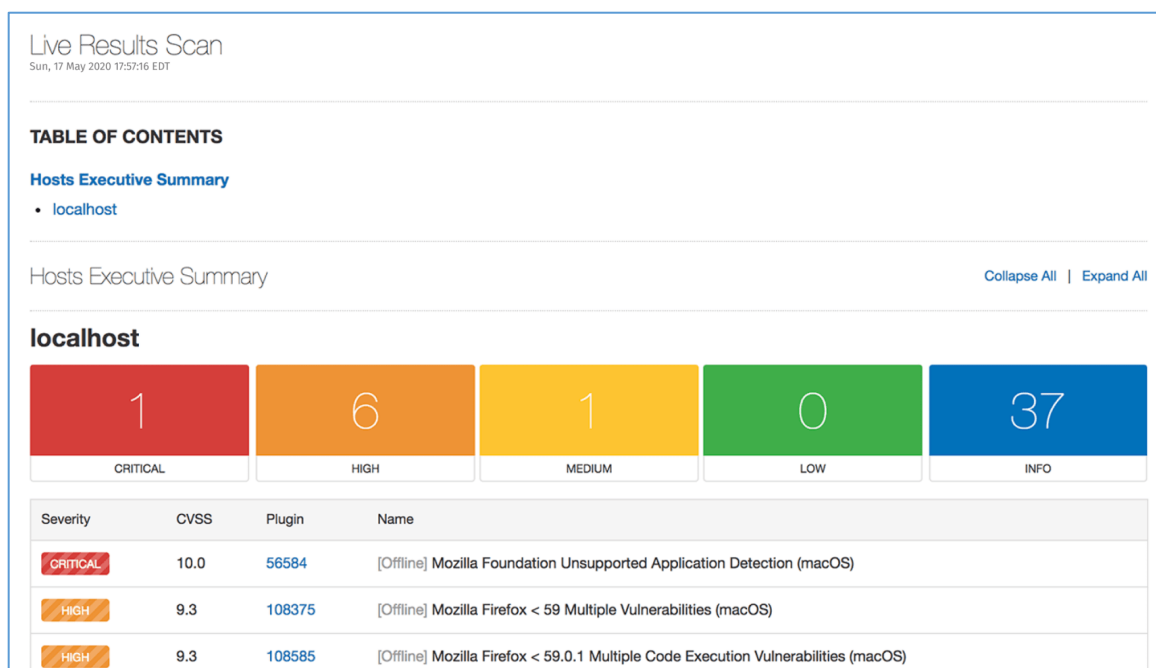 Live Results Scan
Sun, 17 May 2020 17:57:16 EDT
TABLE OF CONTENTS
Hosts Executive Summary
• localhost
Hosts Executive Summary
Collapse All | Expand All
localhost
1 6 1 0 37
CRITICAL HIGH MEDIUM LOW INFO
Severity CVSS Plugin Name
CRITICAL 10.0 56584 [Offline] Mozilla Foundation Unsupported Application Detection (macOS)
HIGH 9.3 108375 [Offline] Mozilla Firefox < 59 Multiple Vulnerabilities (macOS)
HIGH 9.3 108585 [Offline] Mozilla Firefox < 59.0.1 Multiple Code Execution Vulnerabilities (macOS)